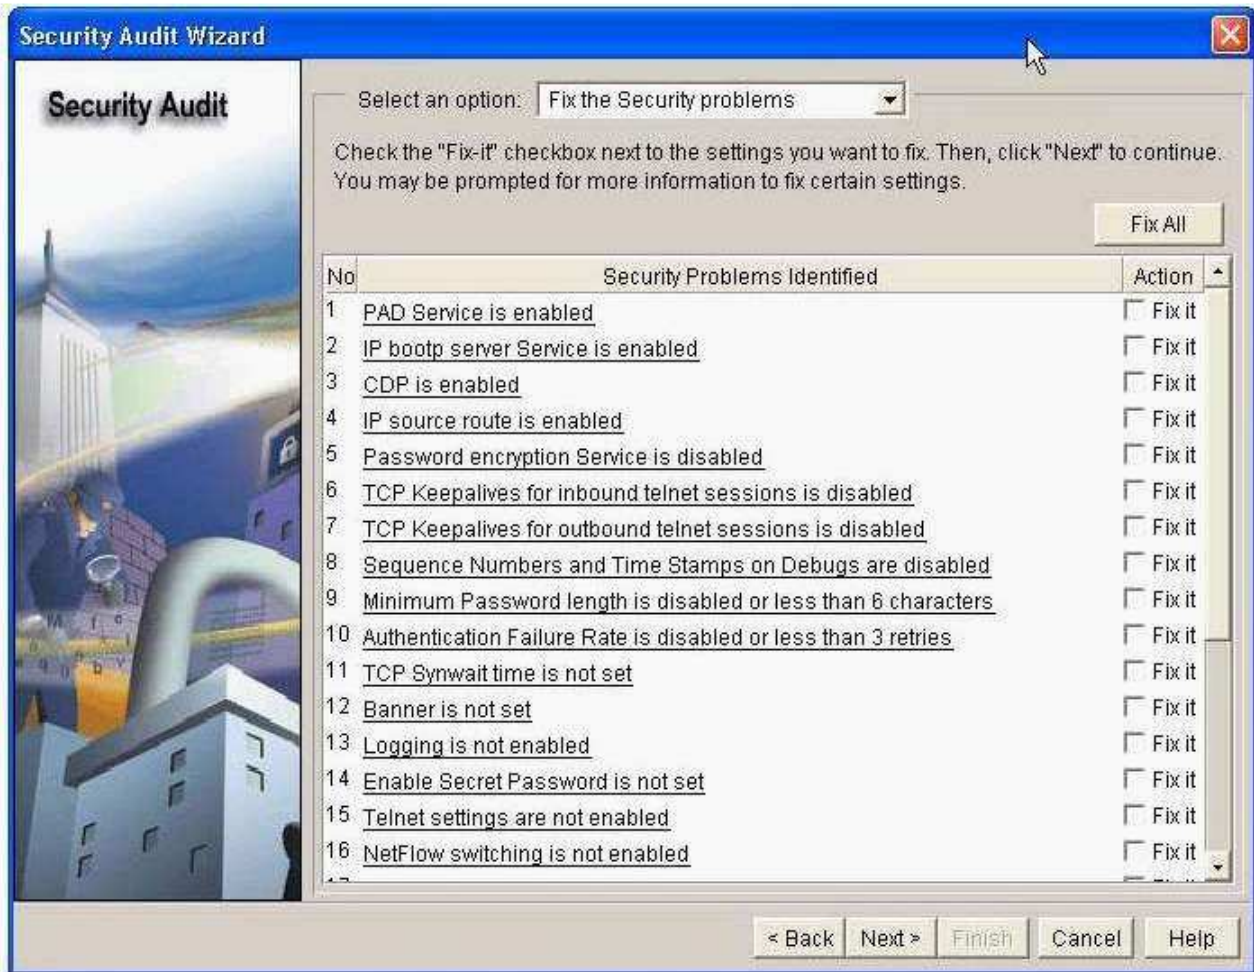 Security Audit Wizard
Security Audit
Select an option: Fix the Security problems
Check the "Fix-it" checkbox next to the settings you want to fix. Then, click "Next" to continue.
You may be prompted for more information to fix certain settings.
Fix All
No Security Problems Identified Action
1 PAD Service is enabled Fix it
2 IP bootp server Service is enabled Fix it
3 CDP is enabled Fix it
4 IP source route is enabled Fix it
5 Password encryption Service is disabled Fix it
6 TCP Keepalives for inbound telnet sessions is disabled Fix it
7 TCP Keepalives for outbound telnet sessions is disabled Fix it
8 Sequence Numbers and Time Stamps on Debugs are disabled Fix it
9 Minimum Password length is disabled or less than 6 characters Fix it
10 Authentication Failure Rate is disabled or less than 3 retries Fix it
11 TCP Synwait time is not set Fix it
12 Banner is not set Fix it
13 Logging is not enabled Fix it
14 Enable Secret Password is not set Fix it
15 Telnet settings are not enabled Fix it
16 NetFlow switching is not enabled Fix it
< Back Next > Finish Cancel Help